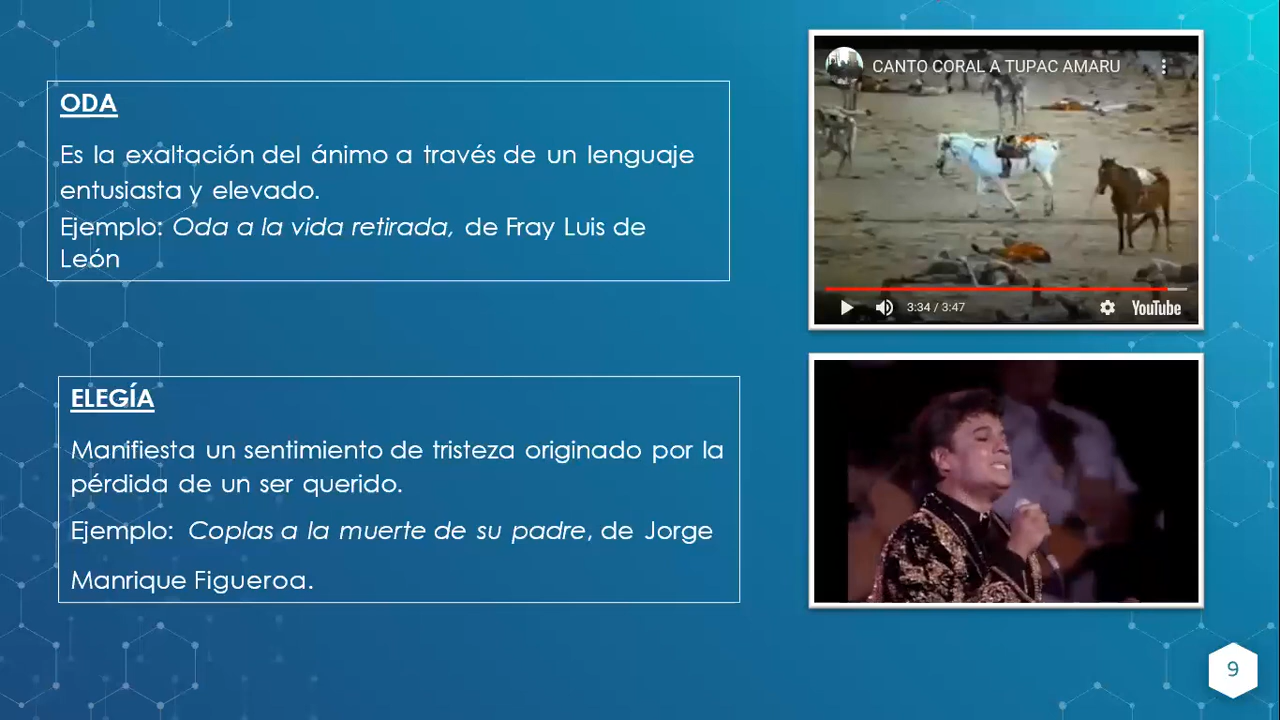 ODA
Es la exaltación del ánimo a través de un lenguaje
entusiasta y elevado.
Ejemplo: Oda a la vida retirada, de Fray Luis de
León
CANTO CORAL A TUPAC AMARU
3:34 / 3:47
YouTube
ELEGÍA
Manifiesta un sentimiento de tristeza originado por la
pérdida de un ser querido.
Ejemplo: Coplas a la muerte de su padre, de Jorge
Manrique Figueroa.
9